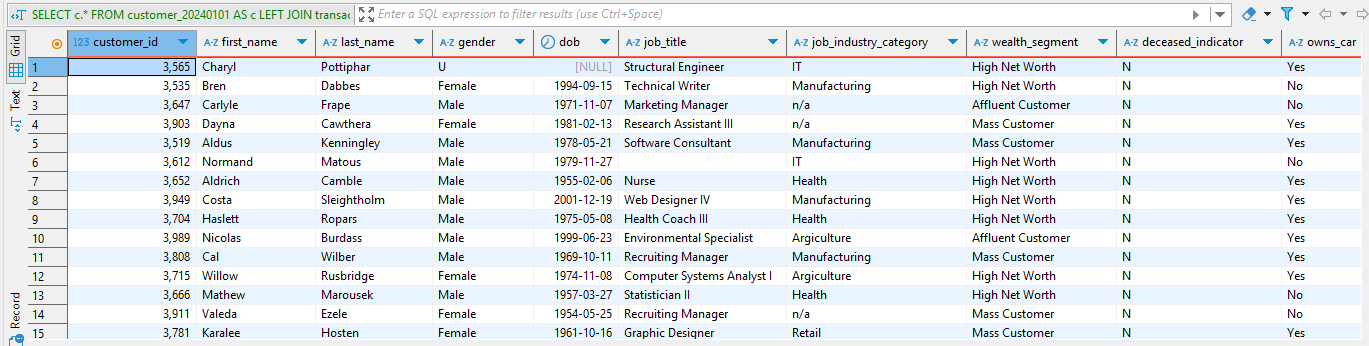 SELECT c.* FROM customer_20240101 AS c LEFT JOIN transac Enter a SQL expression to filter results (use Ctrl+Space)
Grid
Text
Record
123 customer_id A-Z first_name A-Z last_name A-Z gender dob A-Z job_title A-Z job_industry_category A-Z wealth_segment A-Z deceased_indicator A-Z owns_car
1 3,565 Charyl Pottiphar U [NULL] Structural Engineer IT High Net Worth N Yes
2 3,535 Bren Dabbes Female 1994-09-15 Technical Writer Manufacturing High Net Worth N No
3 3,647 Carlyle Frape Male 1971-11-07 Marketing Manager n/a Affluent Customer N No
4 3,903 Dayna Cawthera Female 1981-02-13 Research Assistant III n/a Mass Customer N Yes
5 3,519 Aldus Kenningley Male 1978-05-21 Software Consultant Manufacturing Mass Customer N Yes
6 3,612 Normand Matous Male 1979-11-27 IT High Net Worth N No
7 3,652 Aldrich Camble Male 1955-02-06 Nurse Health High Net Worth N Yes
8 3,949 Costa Sleightholm Male 2001-12-19 Web Designer IV Manufacturing High Net Worth N Yes
9 3,704 Haslett Ropars Male 1975-05-08 Health Coach III Health High Net Worth N Yes
10 3,989 Nicolas Burdass Male 1999-06-23 Environmental Specialist Argiculture Affluent Customer N Yes
11 3,808 Cal Wilber Male 1969-10-11 Recruiting Manager Manufacturing Mass Customer N Yes
12 3,715 Willow Rusbridge Female 1974-11-08 Computer Systems Analyst I Argiculture High Net Worth N Yes
13 3,666 Mathew Marousek Male 1957-03-27 Statistician II Health High Net Worth N No
14 3,911 Valeda Ezele Female 1954-05-25 Recruiting Manager n/a Mass Customer N No
15 3,781 Karalee Hosten Female 1961-10-16 Graphic Designer Retail Mass Customer N Yes